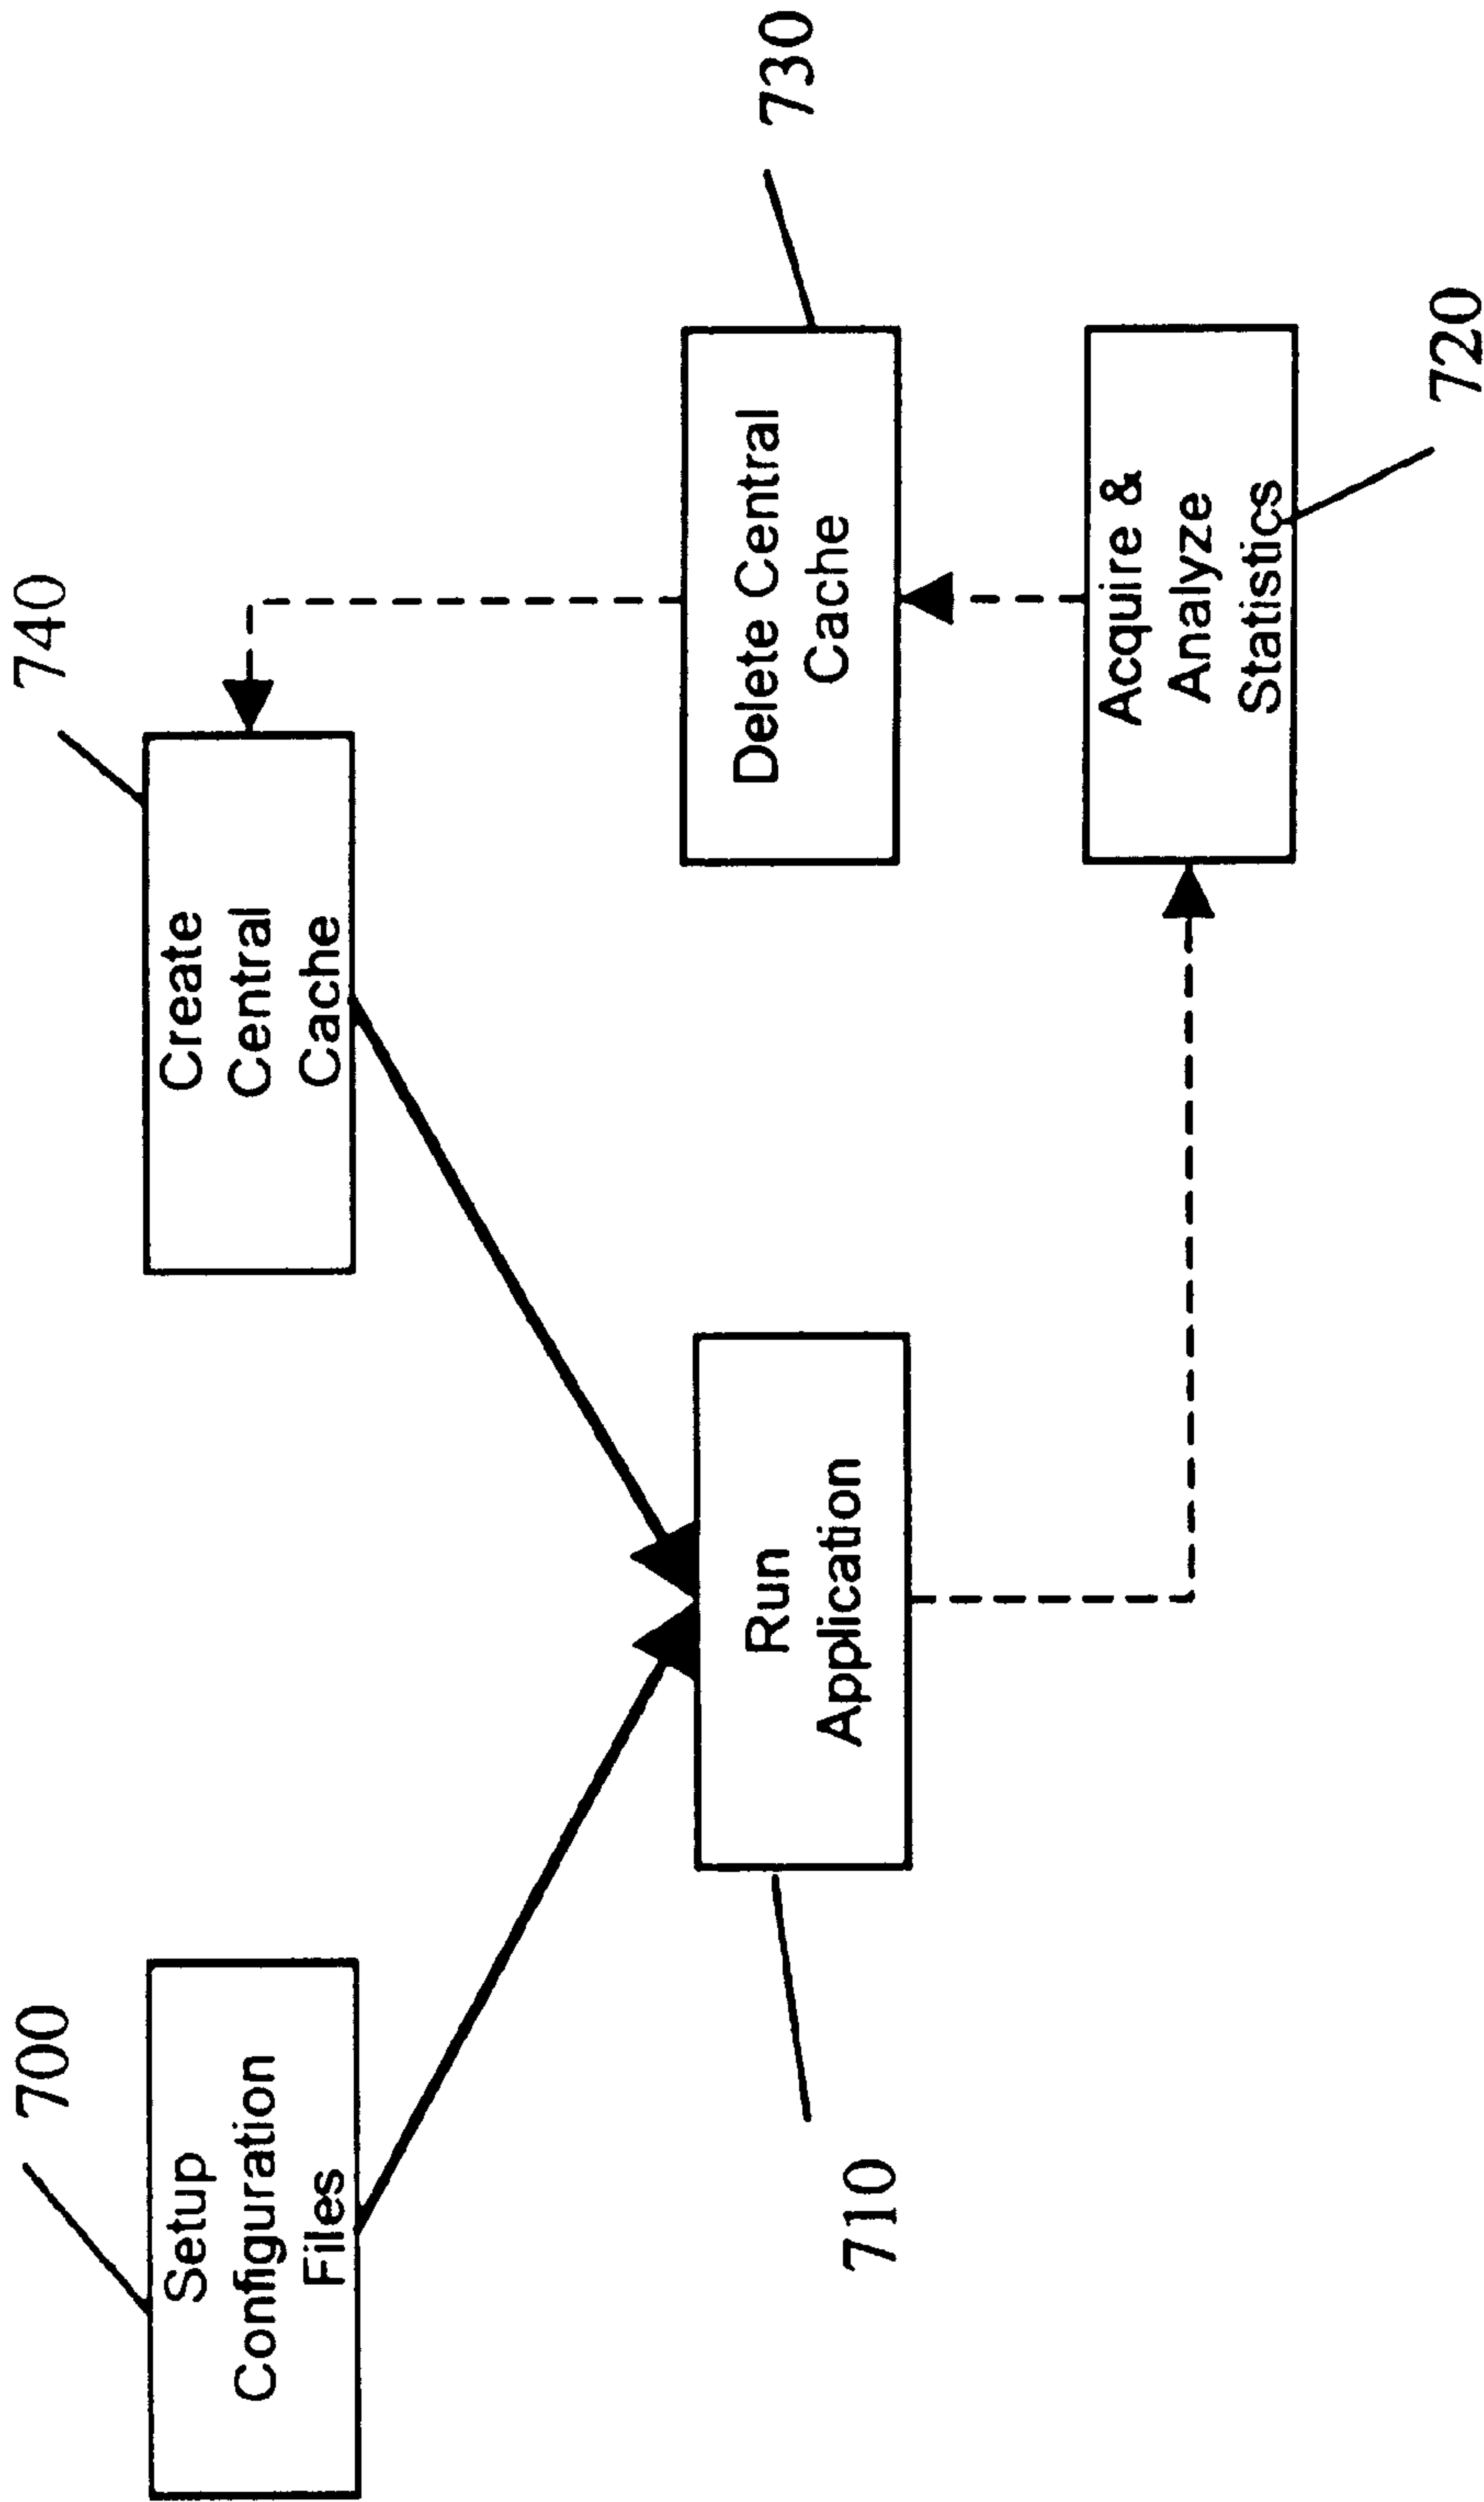 700
Setup
Configuration
Files
740
Create
Central
Cache
710
Run
Application
730
Delete Central
Cache
720
Acquire &
Analyze
Statistics